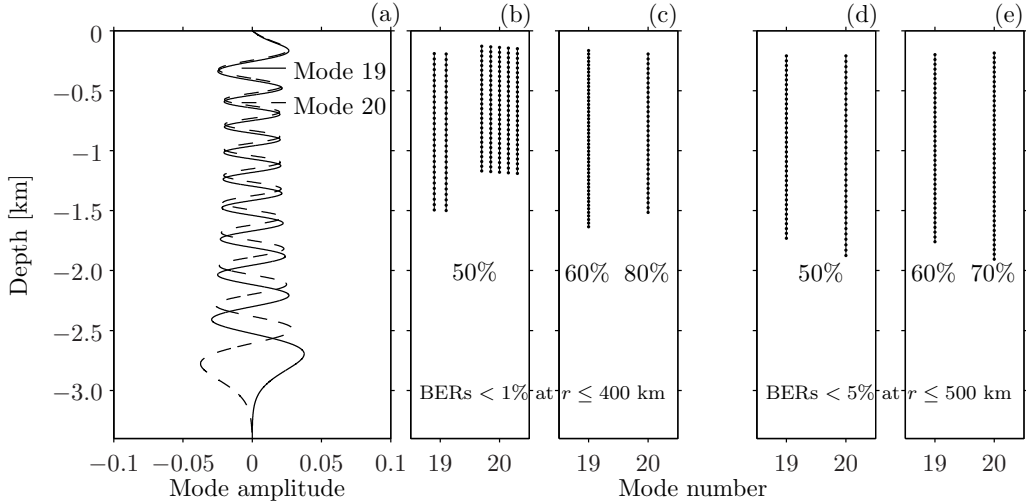 (a) (b) (c) (d) (e)
0
Mode 19
−0.5
Mode 20
−1
−1.5
−2.0
−2.5
−3.0
Depth [km]
50% 60% 80% 50% 60% 70%
BERs < 1% at r ≤ 400 km BERs < 5% at r ≤ 500 km
−0.1 −0.05 0 0.05 0.1 19 20 19 20 19 20 19 20
Mode amplitude Mode number